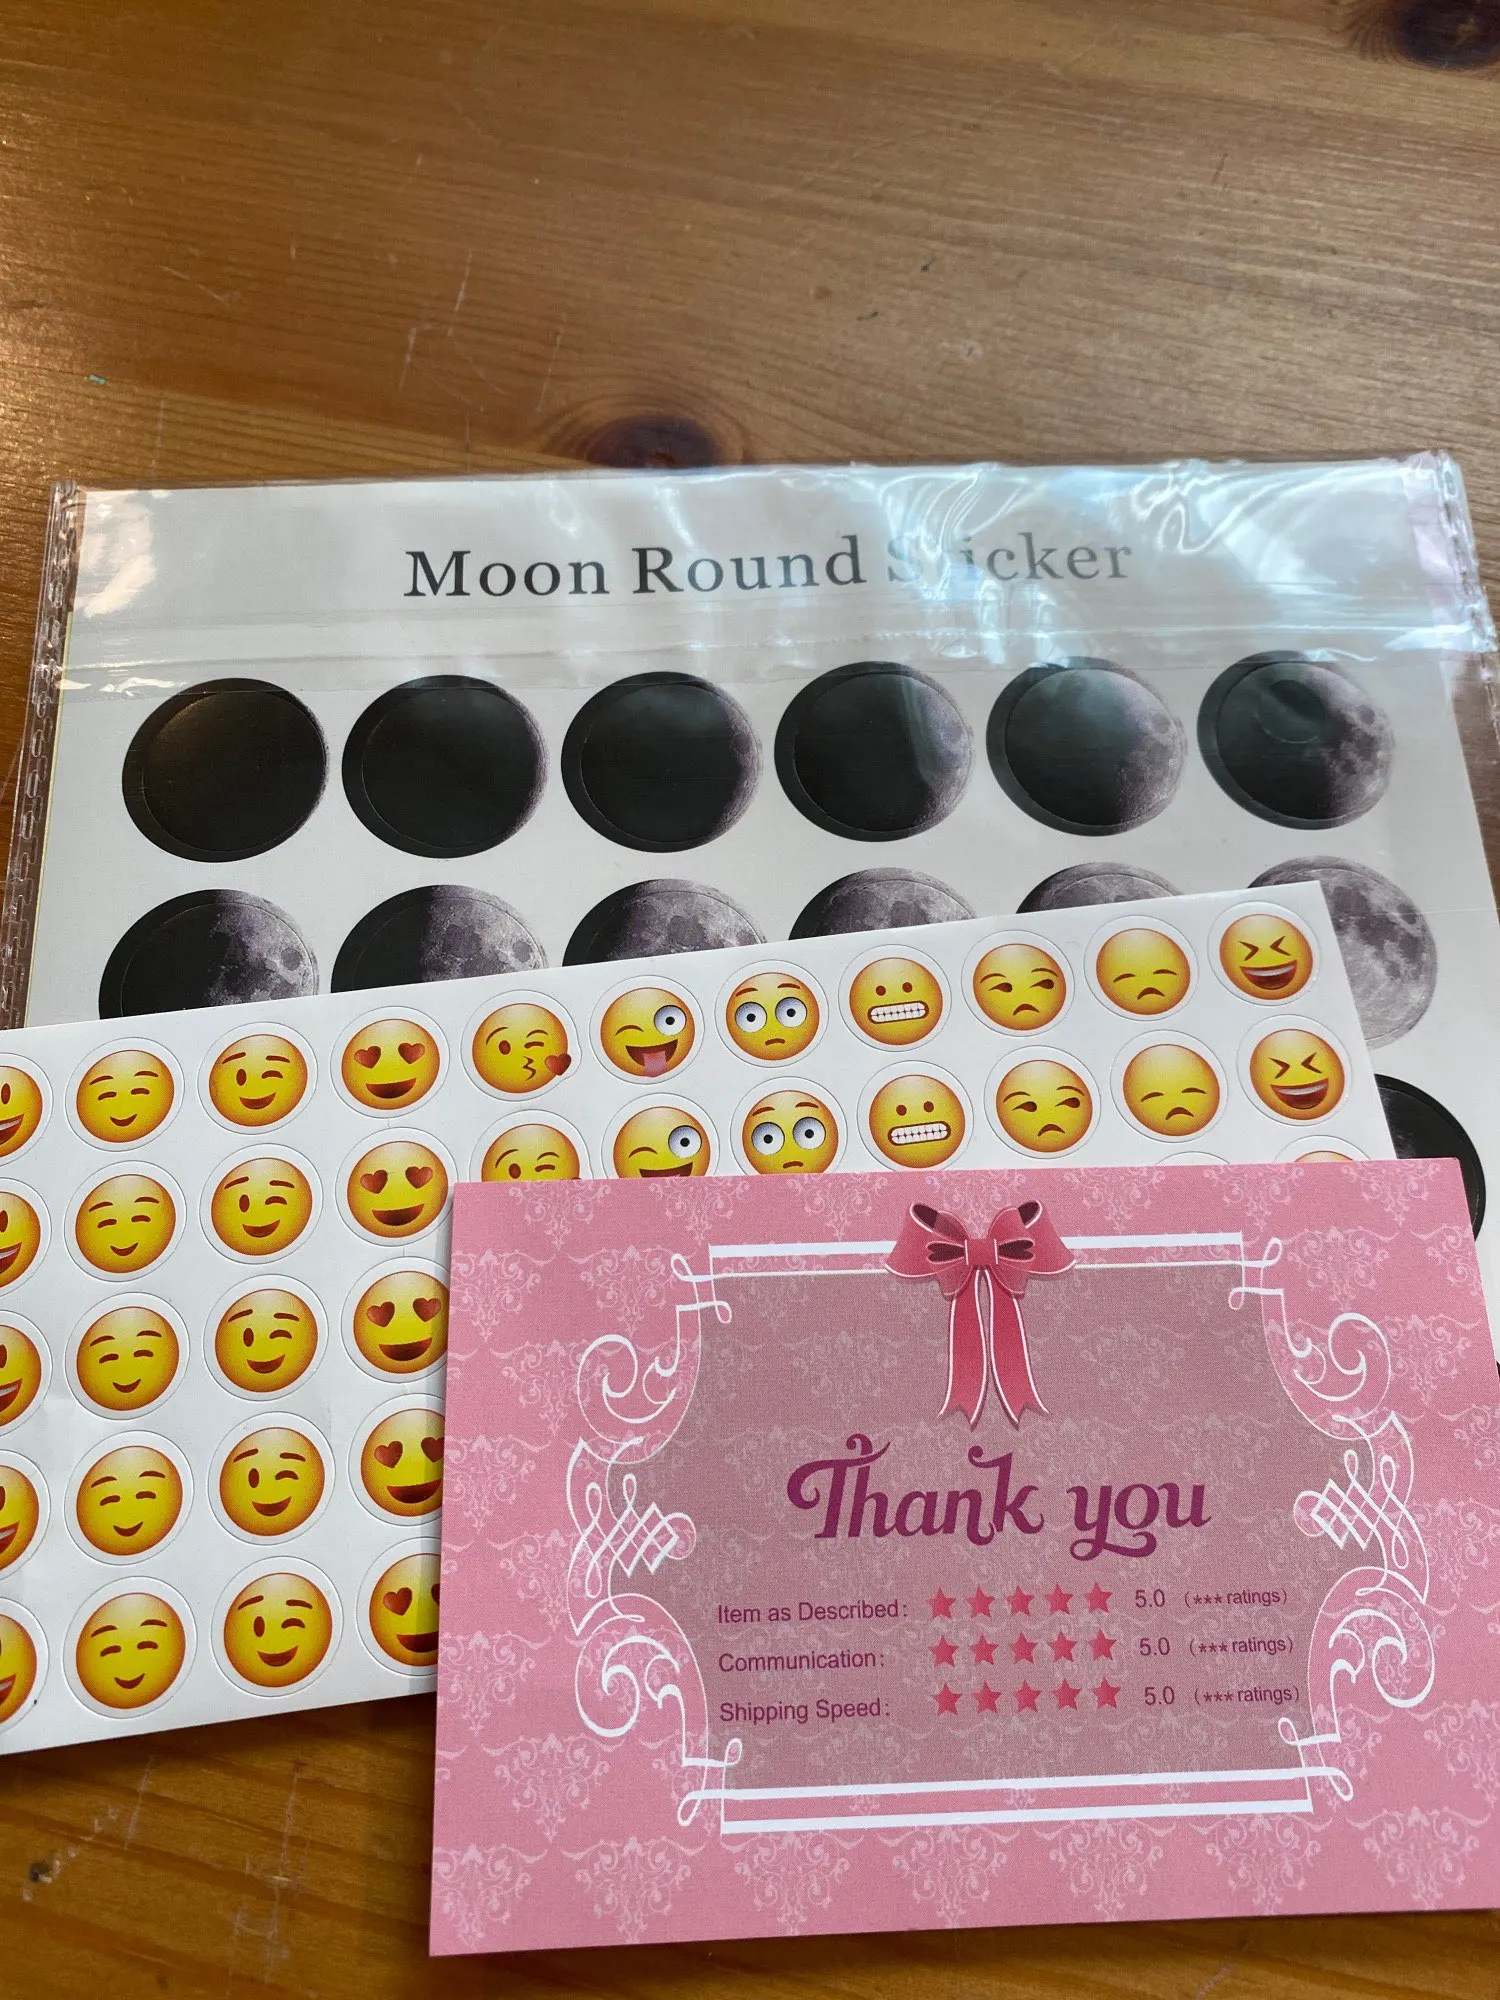 Moon Round Sticker
Thank you
Item as Described: ★★★★★ 5.0 (*** ratings)
Communication: ★★★★★ 5.0 (*** ratings)
Shipping Speed: ★★★★★ 5.0 (*** ratings)